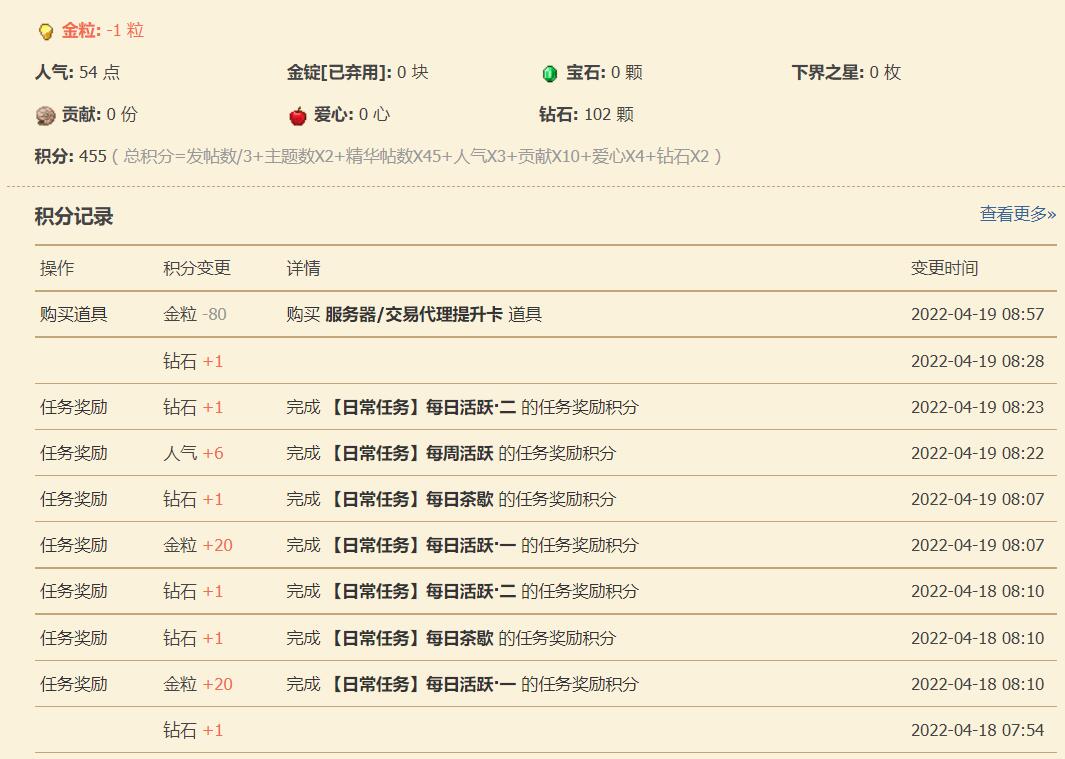 金粒: -1 粒
人气: 54 点 金锭[已弃用]: 0 块 宝石: 0 颗 下界之星: 0 枚
贡献: 0 份 爱心: 0 心 钻石: 102 颗
积分: 455 ( 总积分=发帖数/3+主题数X2+精华帖数X45+人气X3+贡献X10+爱心X4+钻石X2 )
积分记录 查看更多»
操作 积分变更 详情 变更时间
购买道具 金粒 -80 购买 服务器/交易代理提升卡 道具 2022-04-19 08:57
钻石 +1 2022-04-19 08:28
任务奖励 钻石 +1 完成 【日常任务】每日活跃·二 的任务奖励积分 2022-04-19 08:23
任务奖励 人气 +6 完成 【日常任务】每周活跃 的任务奖励积分 2022-04-19 08:22
任务奖励 钻石 +1 完成 【日常任务】每日茶歇 的任务奖励积分 2022-04-19 08:07
任务奖励 金粒 +20 完成 【日常任务】每日活跃·一 的任务奖励积分 2022-04-19 08:07
任务奖励 钻石 +1 完成 【日常任务】每日活跃·二 的任务奖励积分 2022-04-18 08:10
任务奖励 钻石 +1 完成 【日常任务】每日茶歇 的任务奖励积分 2022-04-18 08:10
任务奖励 金粒 +20 完成 【日常任务】每日活跃·一 的任务奖励积分 2022-04-18 08:10
钻石 +1 2022-04-18 07:54